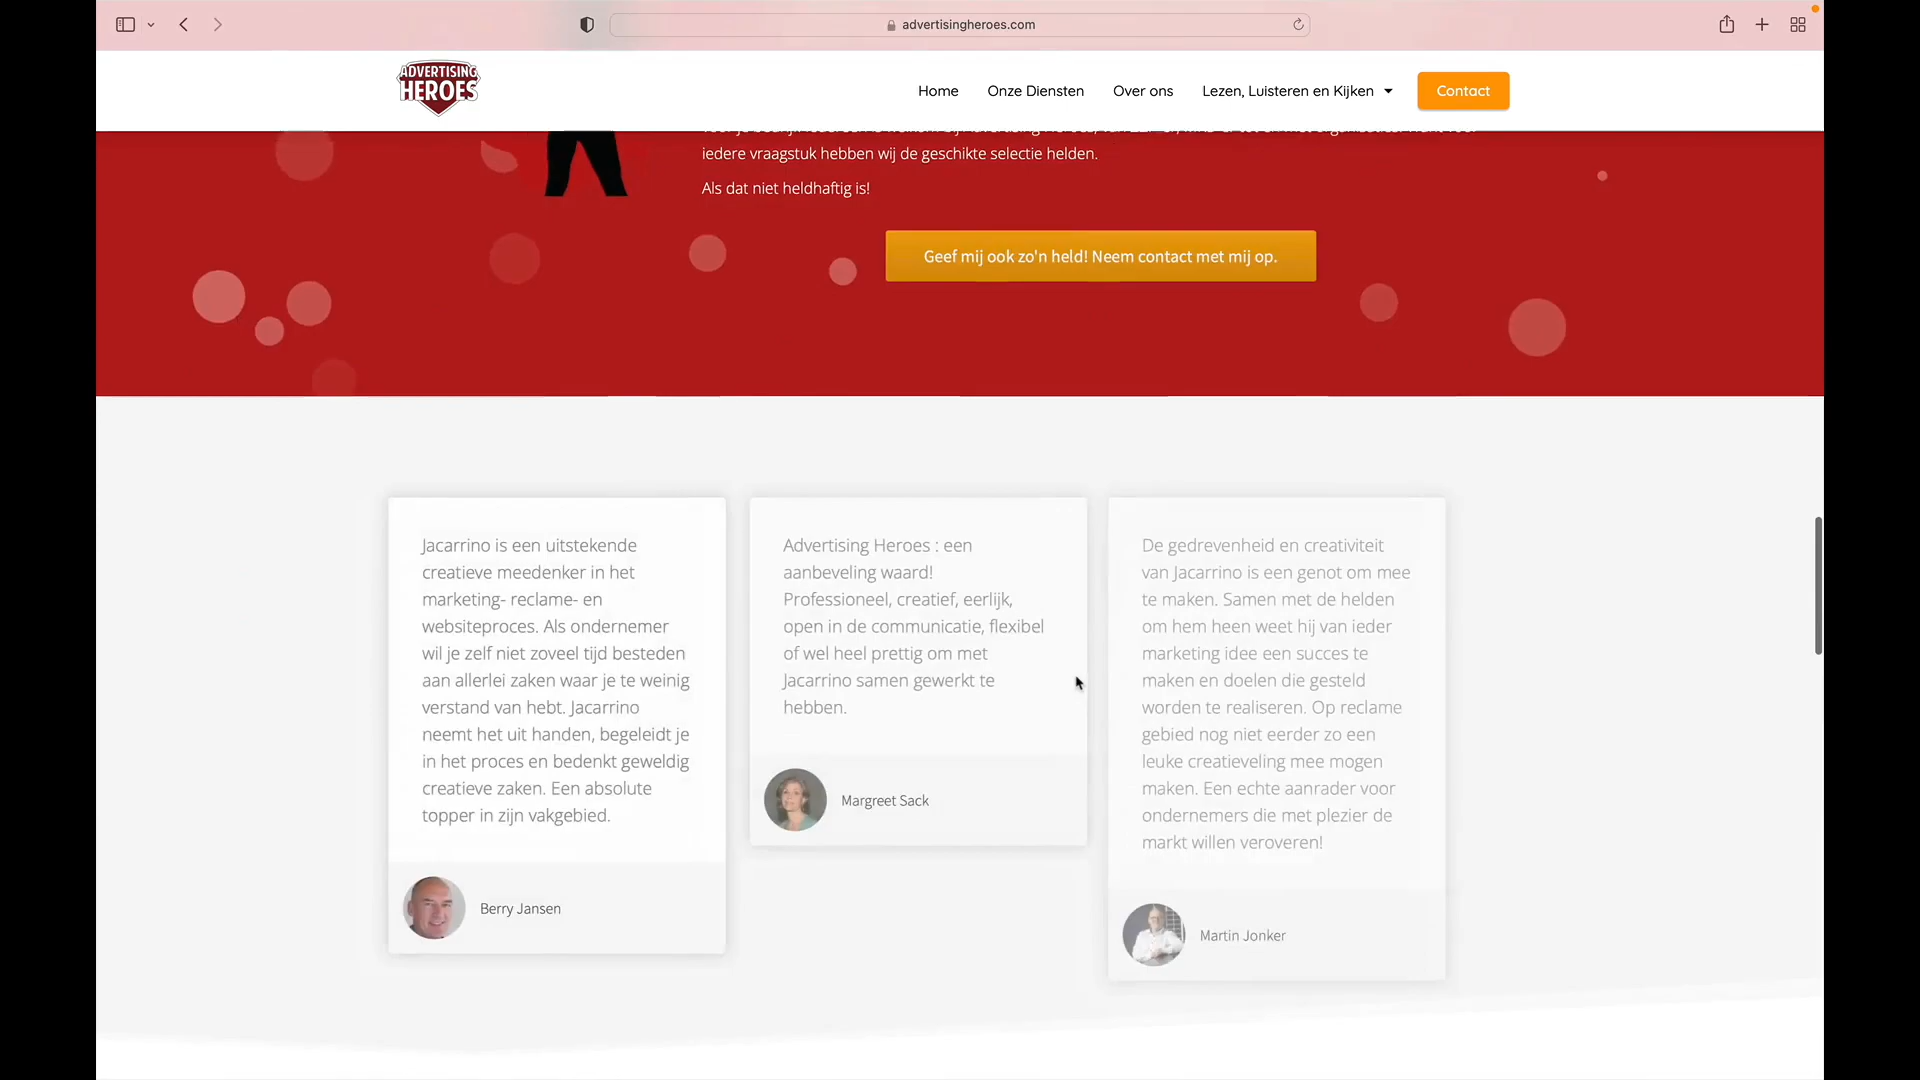 advertisingheroes.com
ADVERTISING
HEROES
Home
Onze Diensten
Over ons
Lezen, Luisteren en Kijken
Contact
iedere vraagstuk hebben wij de geschikte selectie helden.
Als dat niet heldhaftig is!
Geef mij ook zo'n held! Neem contact met mij op.
Jacarrino is een uitstekende
creatieve meedenker in het
marketing- reclame- en
websiteproces. Als ondernemer
wil je zelf niet zoveel tijd besteden
aan allerlei zaken waar je te weinig
verstand van hebt. Jacarrino
neemt het uit handen, begeleidt je
in het proces en bedenkt geweldig
creatieve zaken. Een absolute
topper in zijn vakgebied.
Berry Jansen
Advertising Heroes : een
aanbeveling waard!
Professioneel, creatief, eerlijk,
open in de communicatie, flexibel
of wel heel prettig om met
Jacarrino samen gewerkt te
hebben.
Margreet Sack
De gedrevenheid en creativiteit
van Jacarrino is een genot om mee
te maken. Samen met de helden
om hem heen weet hij van ieder
marketing idee een succes te
maken en doelen die gesteld
worden te realiseren. Op reclame
gebied nog niet eerder zo een
leuke creatieveling mee mogen
maken. Een echte aanrader voor
ondernemers die met plezier de
markt willen veroveren!
Martin Jonker